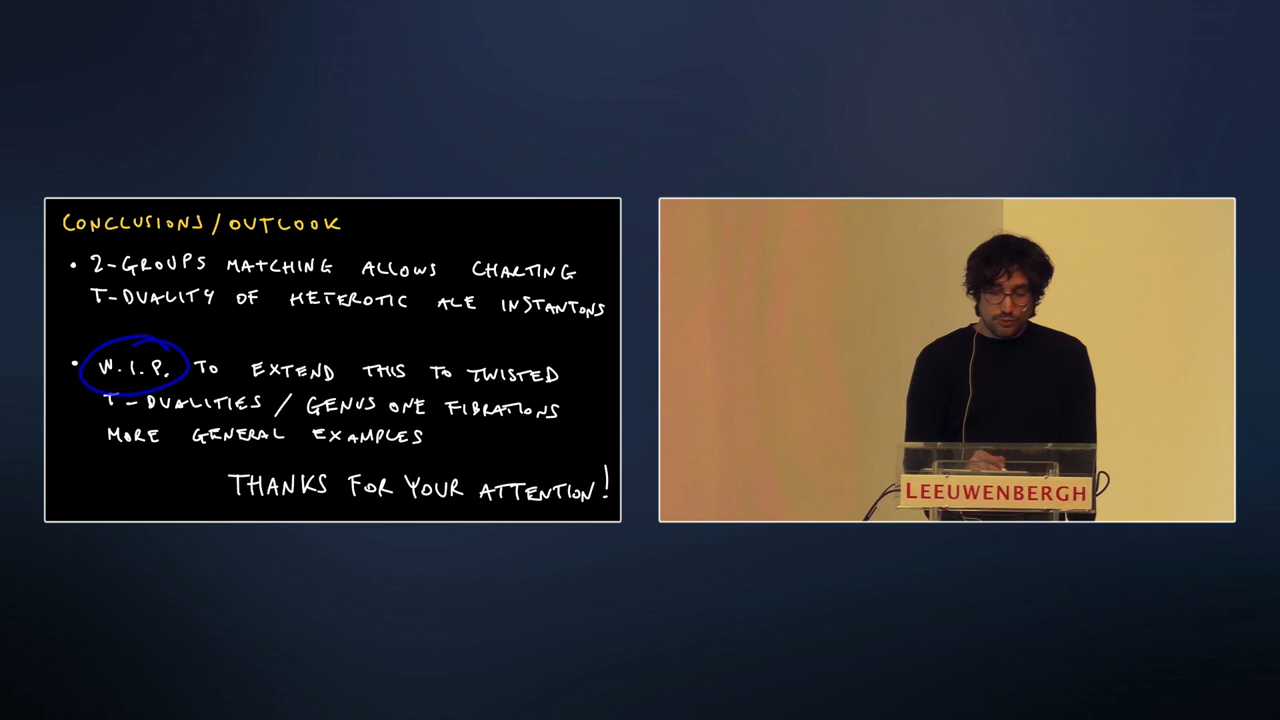 CONCLUSIONS/OUTLOOK
• 2-GROUPS MATCHING ALLOWS CHARTING
T-DUALITY OF HETEROTIC ALE INSTANTONS
• W.I.P. TO EXTEND THIS TO TWISTED
T-DUALITIES / GENUS ONE FIBRATIONS
MORE GENERAL EXAMPLES
THANKS FOR YOUR ATTENTION!
LEEUWENBERGH